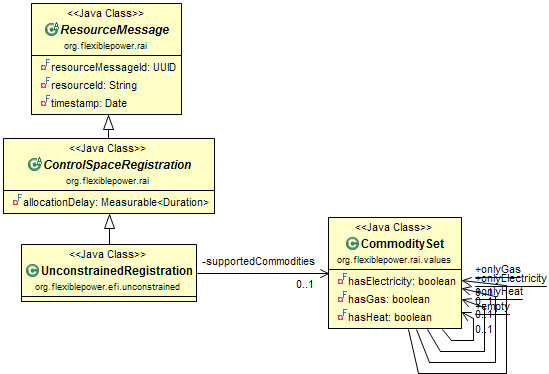 <<Java Class>>
ResourceMessage
org.flexiblepower.rai
resourceMessageId: UUID
resourceId: String
timestamp: Date
<<Java Class>>
ControlSpaceRegistration
org.flexiblepower.rai
allocationDelay: Measurable<Duration>
<<Java Class>>
UnconstrainedRegistration
org.flexiblepower.efi.unconstrained
-supportedCommodities
0..1
<<Java Class>>
CommoditySet
org.flexiblepower.rai.values
hasElectricity: boolean
hasGas: boolean
hasHeat: boolean
+onlyGas
+onlyElectricity
+onlyHeat
0..1
+empty
0..1
0..1